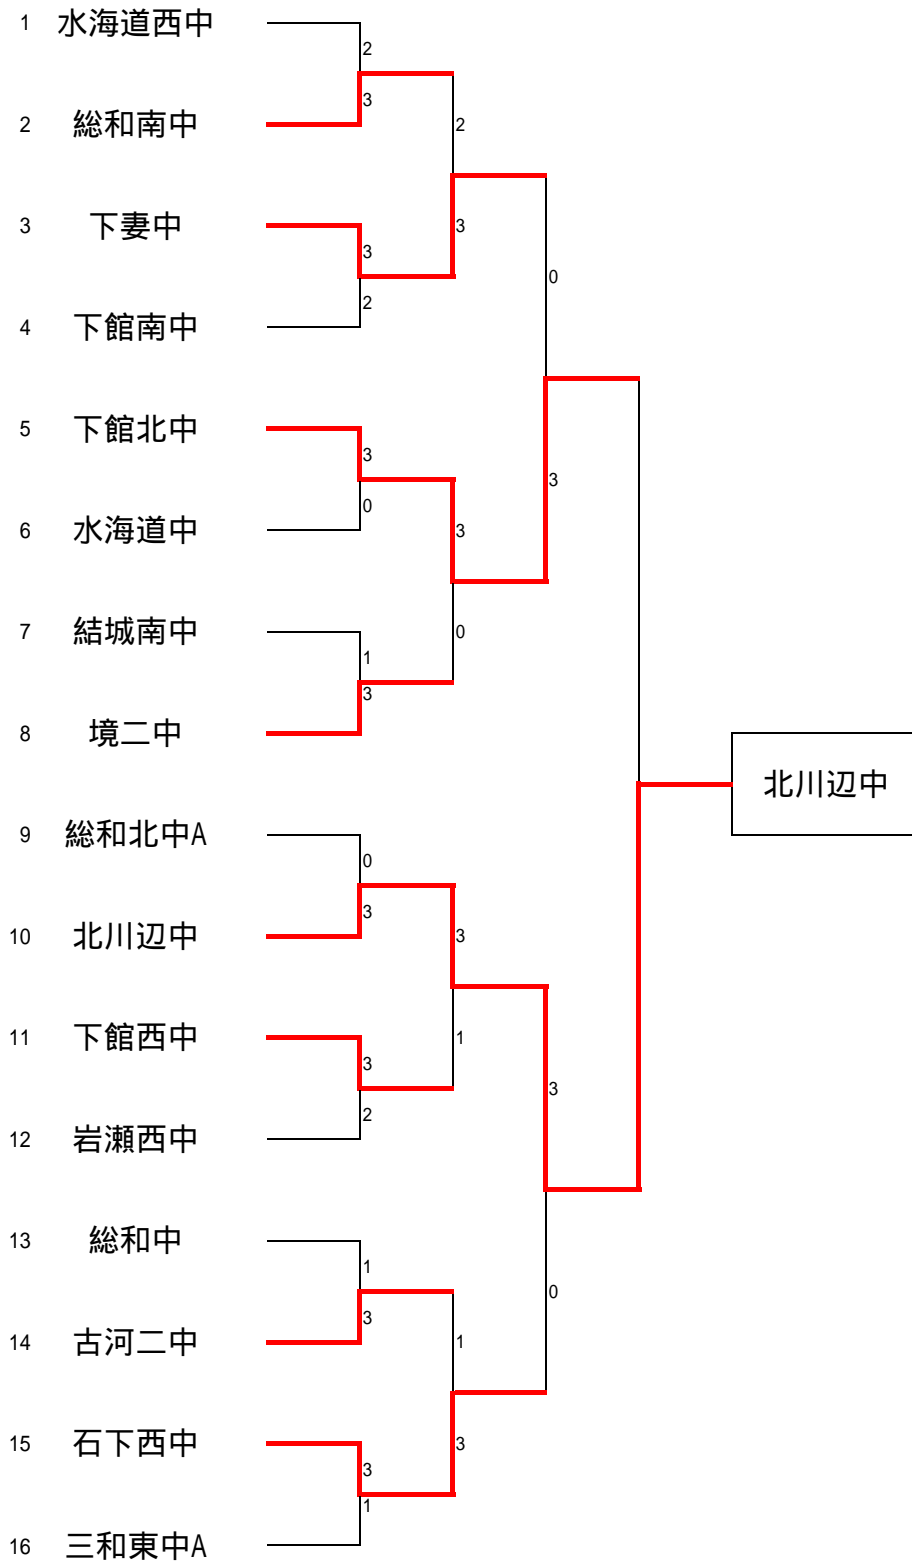 1 水海道西中
2
3
2 総和南中
2
3 下妻中
3
3
0
2
4 下館南中
5 下館北中
3
3
0
6 水海道中
3
7 結城南中
0
1
3
8 境二中
北川辺中
9 総和北中A
0
3
10 北川辺中
3
11 下館西中
1
3
3
2
12 岩瀬西中
13 総和中
1
0
3
14 古河二中
1
15 石下西中
3
3
1
16 三和東中A